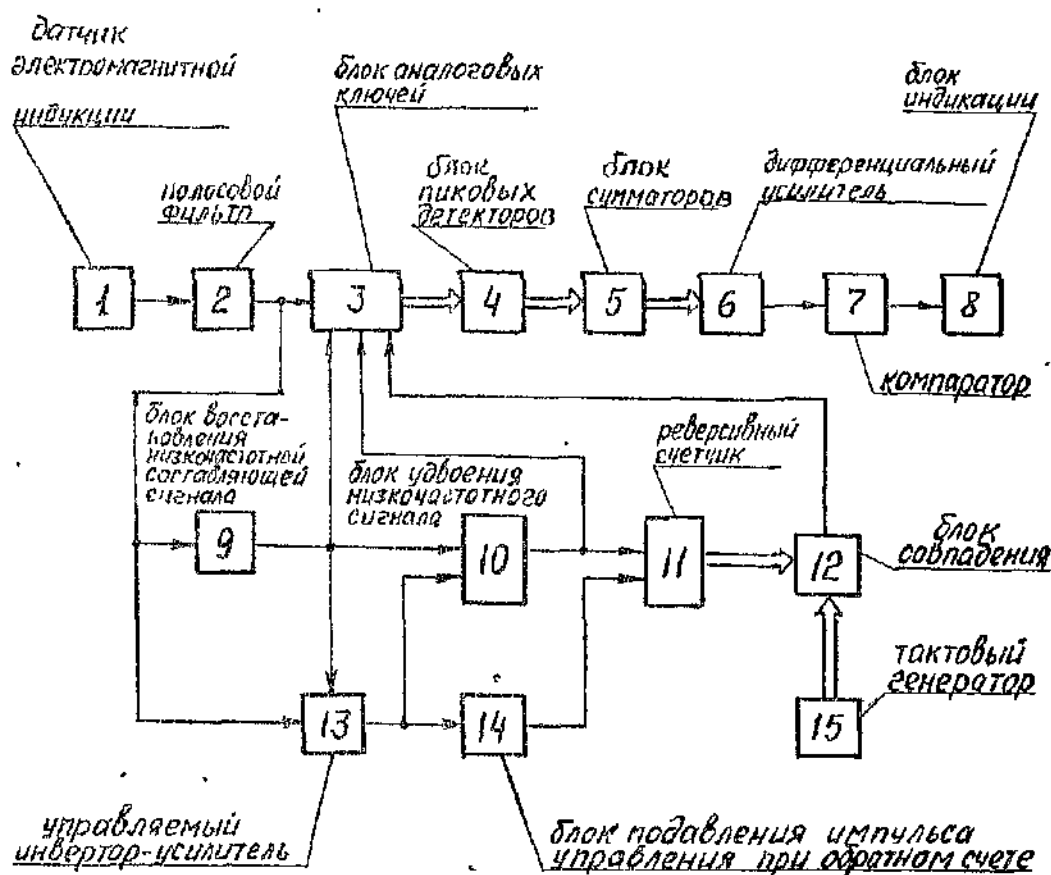 датчик
электромагнитной
индукции
блок аналоговых
ключей
блок
индикации
полосовой
фильтр
блок
пиковых
детекторов
блок
сумматоров
дифференциальный
усилитель
1
2
3
4
5
6
7
8
компаратор
блок восста-
новления
низкочастотной
составляющей
сигнала
блок удвоения
низкочастотного
сигнала
реверсивный
счетчик
9
10
11
12
блок
совпадения
тактовый
генератор
13
14
15
управляемый
инвертор-усилитель
блок подавления импульса
управления при обратном счете